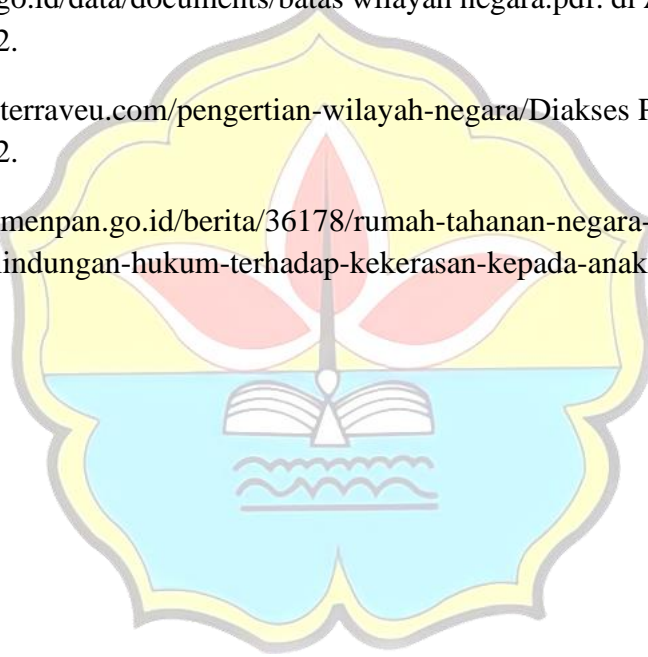 go.id/data/documents/batas wilayah negara.pdf. di
2.
terraveu.com/pengertian-wilayah-negara/Diakses
2.
menpan.go.id/berita/36178/rumah-tahanan-negara-
lindungan-hukum-terhadap-kekerasan-kepada-anak